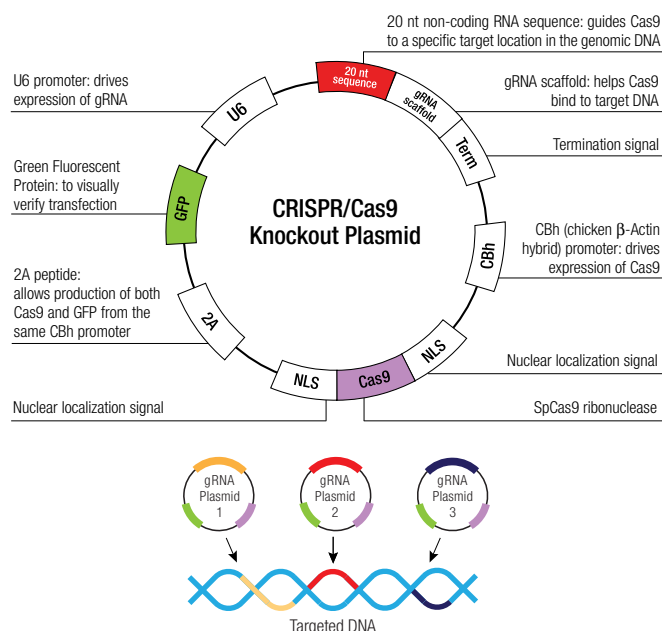 20 nt non-coding RNA sequence: guides Cas9
to a specific target location in the genomic DNA
U6 promoter: drives
expression of gRNA
gRNA scaffold: helps Cas9
bind to target DNA
Termination signal
Green Fluorescent
Protein: to visually
verify transfection
CBh (chicken β-Actin
hybrid) promoter: drives
expression of Cas9
2A peptide:
allows production of both
Cas9 and GFP from the
same CBh promoter
Nuclear localization signal
Nuclear localization signal
SpCas9 ribonuclease
20 nt
sequence
gRNA
scaffold
Term
CBh
NLS
Cas9
NLS
2A
GFP
U6
CRISPR/Cas9
Knockout Plasmid
gRNA
Plasmid
1
gRNA
Plasmid
2
gRNA
Plasmid
3
Targeted DNA